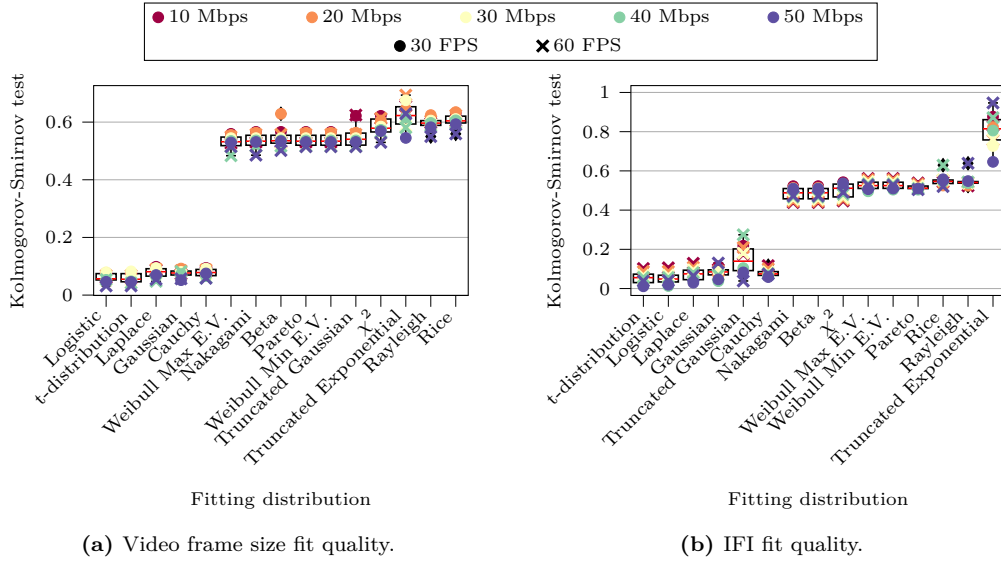 10 Mbps 20 Mbps 30 Mbps 40 Mbps 50 Mbps
30 FPS 60 FPS
Kolmogorov-Smirnov test
0.6
0.4
0.2
0
Logistic
t-distribution
Laplace
Gaussian
Cauchy
Weibull Max E.V.
Nakagami
Beta
Pareto
Weibull Min E.V.
Truncated Gaussian
χ²
Truncated Exponential
Rayleigh
Rice
Fitting distribution
(a) Video frame size fit quality.
Kolmogorov-Smirnov test
1
0.8
0.6
0.4
0.2
0
t-distribution
Logistic
Laplace
Gaussian
Truncated Gaussian
Cauchy
Nakagami
Beta
χ²
Weibull Max E.V.
Weibull Min E.V.
Pareto
Rice
Rayleigh
Truncated Exponential
Fitting distribution
(b) IFI fit quality.